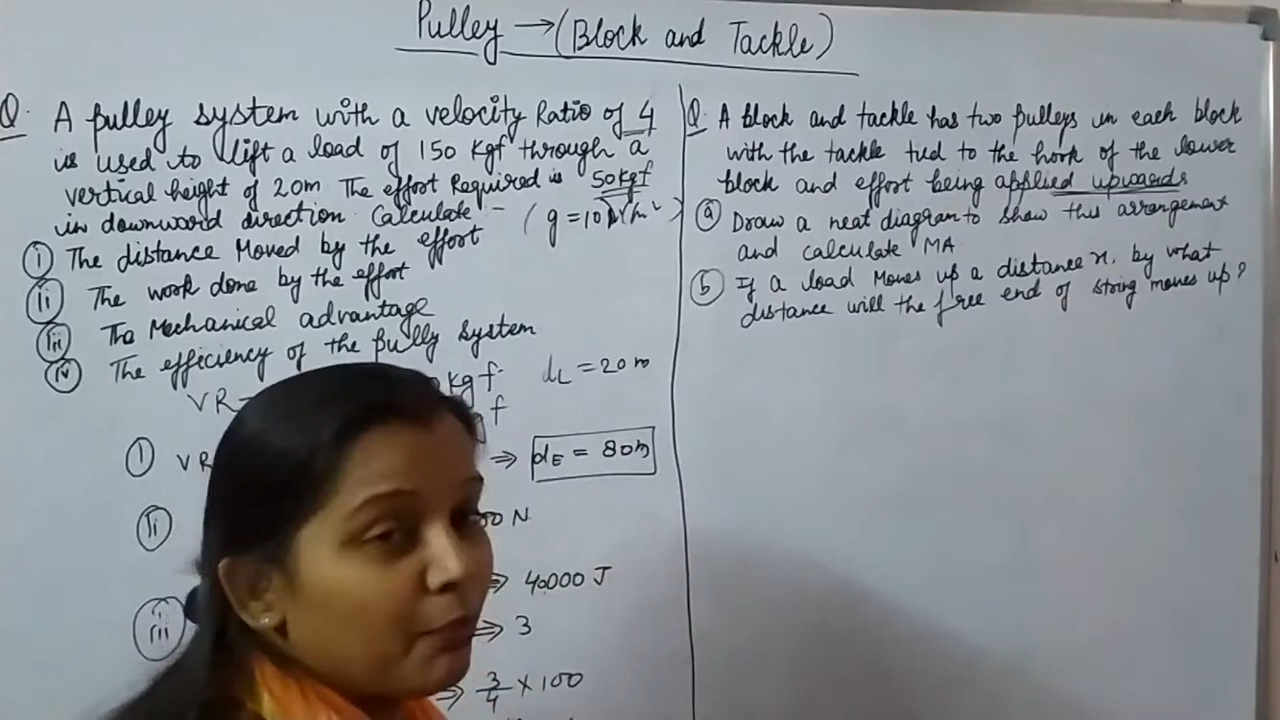 Pulley → (Block and Tackle)
Q. A pulley system with a velocity Ratio of 4
is used to lift a load of 150 Kgf through a
vertical height of 20m The effort Required is 50kgf
in downword direction Calculate - (g = 10 N/m²)
i The distance Moved by the effort
ii The work done by the effort
iii The Mechanical advantage
iv The efficiency of the pully system
VR = kgf dL = 20m
gf
i VR ⇒ dE = 80m
ii 00 N
⇒ 40000 J
iii ⇒ 3
⇒ 3/4 × 100
Q A block and tackle has two pulleys in each block
with the tackle tied to the hook of the lower
block and effort being applied upwards
a Draw a neat diagram to show this arrangement
and calculate MA
b If a load moves up a distance x, by what
distance will the free end of string moves up?